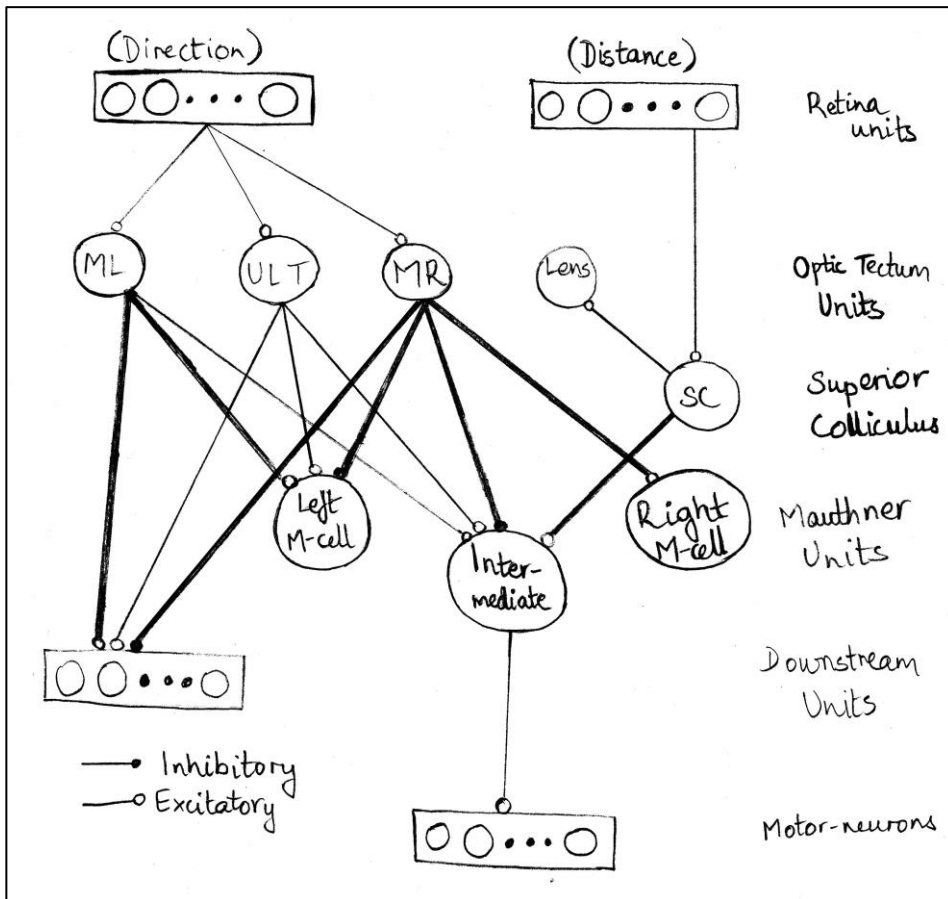 (Direction)
(Distance)
Retina
units
ML
ULT
MR
Lens
Optic Tectum
Units
SC
Superior
Colliculus
Left
M-cell
Right
M-cell
Mauthner
Units
Inter-
mediate
Downstream
Units
Inhibitory
Excitatory
Motor-neurons